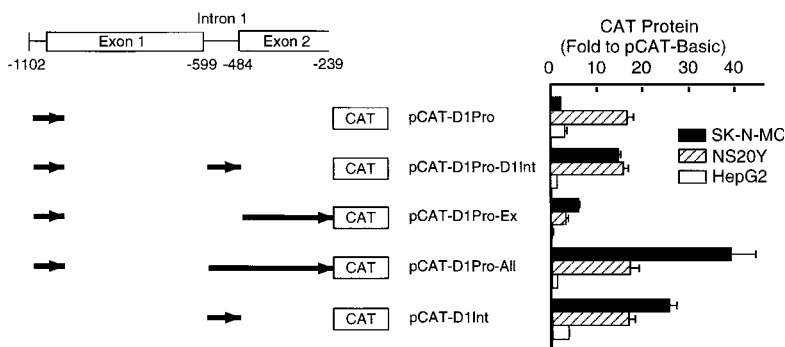 Intron 1
Exon 1 Exon 2
-1102 -599 -484 -239
CAT Protein
(Fold to pCAT-Basic)
0 10 20 30 40
CAT pCAT-D1Pro
CAT pCAT-D1Pro-D1Int
CAT pCAT-D1Pro-Ex
CAT pCAT-D1Pro-All
CAT pCAT-D1Int
SK-N-MC
NS20Y
HepG2